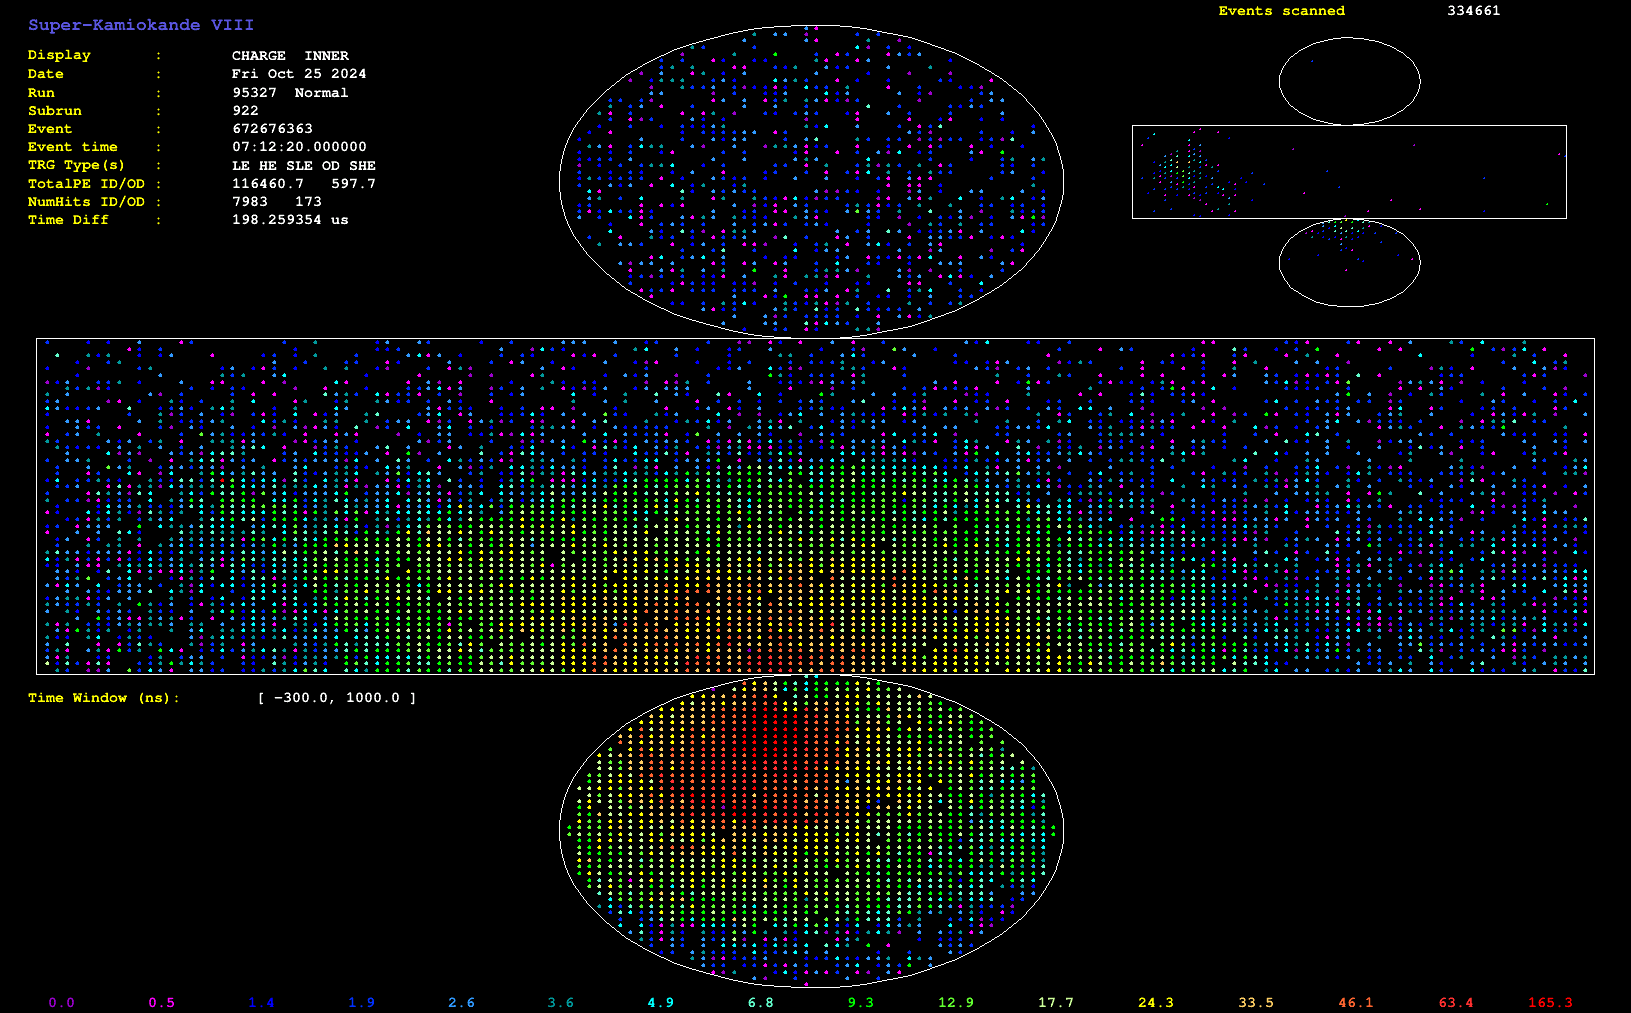 Super-Kamiokande VIII
Events scanned 334661
Display : CHARGE INNER
Date : Fri Oct 25 2024
Run : 95327 Normal
Subrun : 922
Event : 672676363
Event time : 07:12:20.000000
TRG Type(s) : LE HE SLE OD SHE
TotalPE ID/OD : 116460.7 597.7
NumHits ID/OD : 7983 173
Time Diff : 198.259354 us
Time Window (ns): [ −300.0, 1000.0 ]
0.0 0.5 1.4 1.9 2.6 3.6 4.9 6.8 9.3 12.9 17.7 24.3 33.5 46.1 63.4 165.3